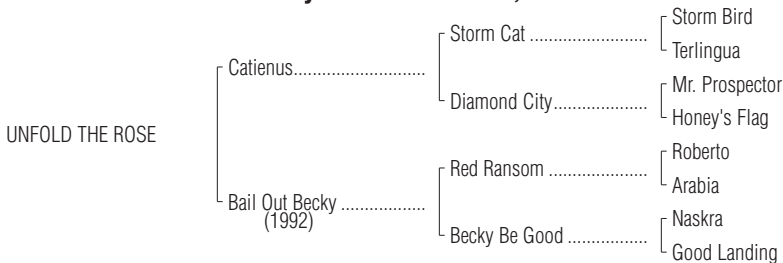 Storm Bird
Storm Cat ..........................
Terlingua
Catienus............................
Mr. Prospector
Diamond City.....................
Honey's Flag
UNFOLD THE ROSE
Roberto
Red Ransom .......................
Arabia
Bail Out Becky ..................
(1992)
Naskra
Becky Be Good .................
Good Landing